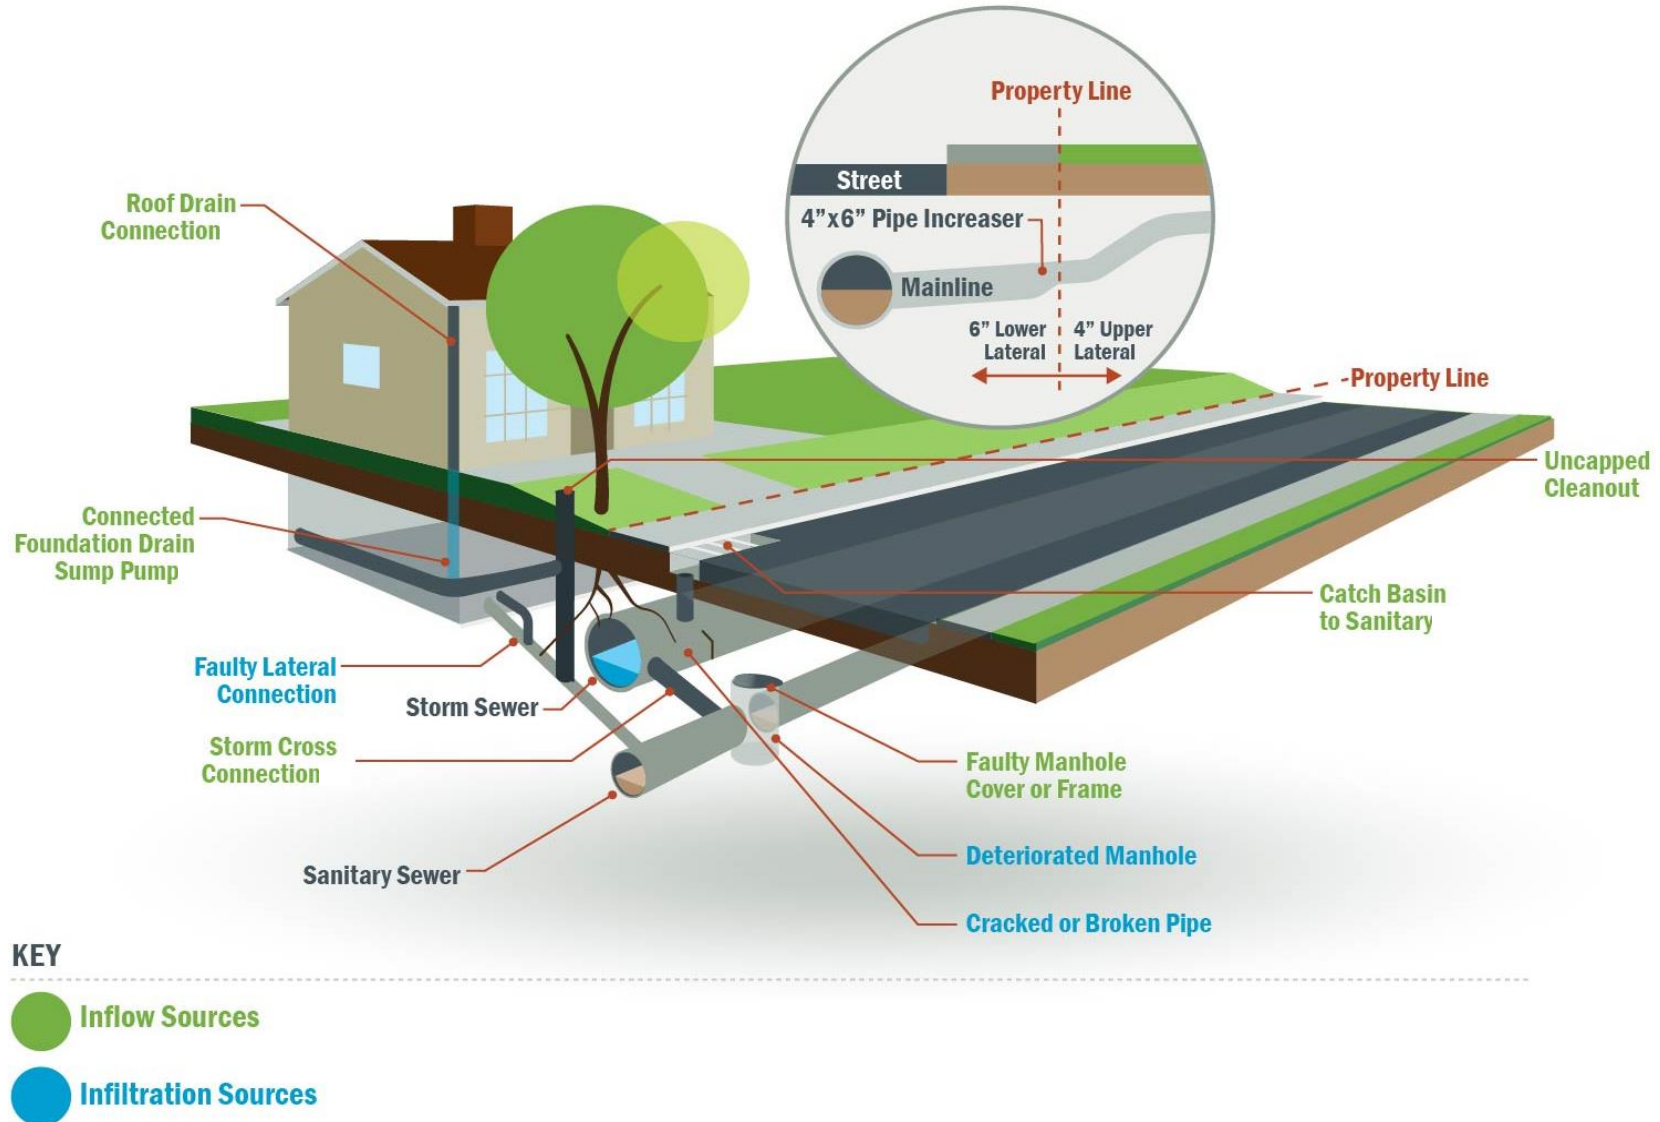 Property Line
Street
4”x6” Pipe Increaser
Mainline
6” Lower
Lateral
4” Upper
Lateral
Roof Drain
Connection
Property Line
Uncapped
Cleanout
Connected
Foundation Drain
Sump Pump
Catch Basin
to Sanitary
Faulty Lateral
Connection
Storm Sewer
Storm Cross
Connection
Faulty Manhole
Cover or Frame
Sanitary Sewer
Deteriorated Manhole
Cracked or Broken Pipe
KEY
Inflow Sources
Infiltration Sources